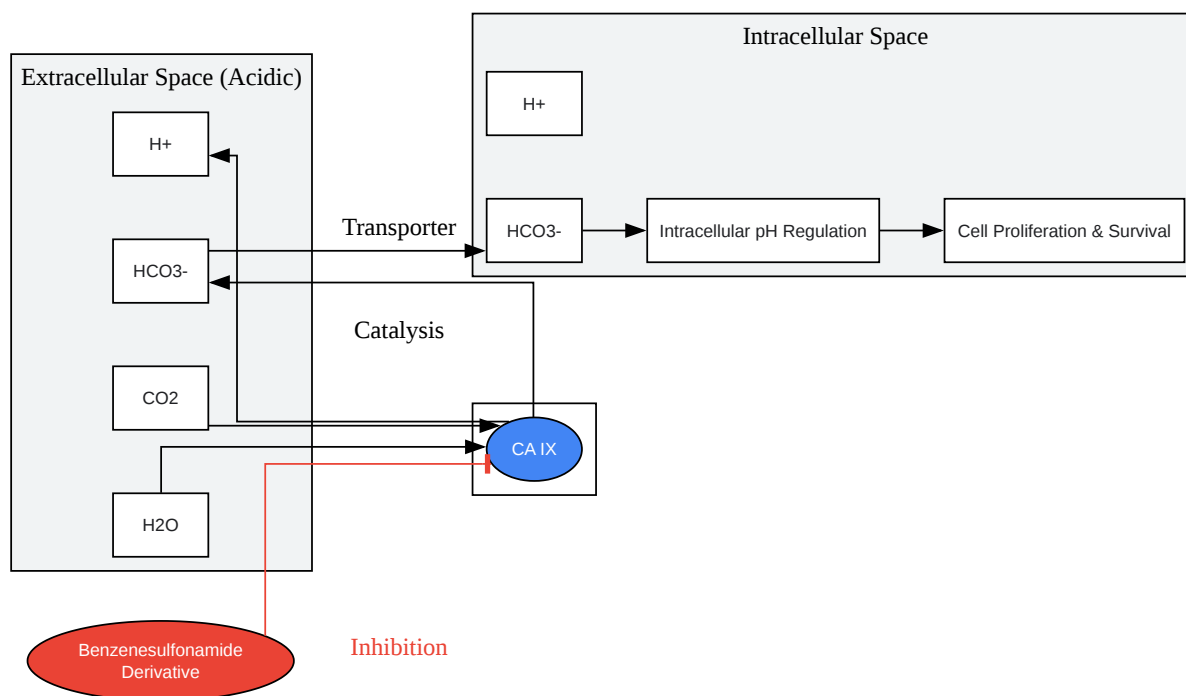 Intracellular Space
Extracellular Space (Acidic)
H+
H+
Transporter
HCO3-
Intracellular pH Regulation
Cell Proliferation & Survival
HCO3-
Catalysis
CO2
CA IX
H2O
Benzenesulfonamide
Derivative
Inhibition